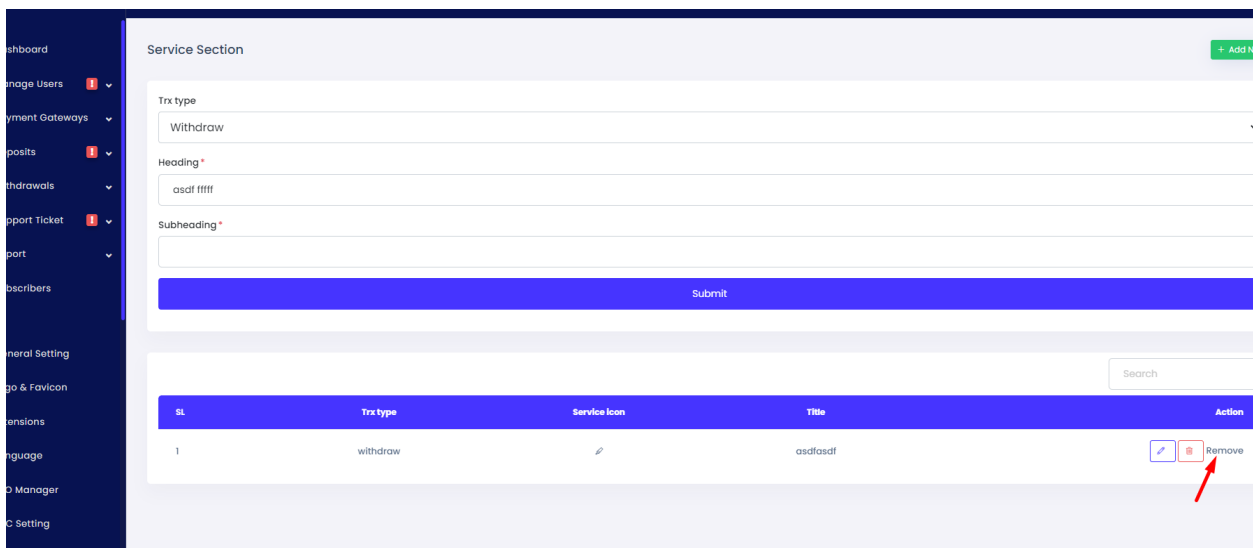 shboard
Service Section
+ Add N
anage Users
!
Trx type
yment Gateways
Withdraw
posits
!
Heading *
thdrawals
asdf fffff
pport Ticket
!
Subheading *
port
bscribers
Submit
neral Setting
Search
go & Favicon
SL Trx type Service Icon Title Action
tensions
1 withdraw asdfasdf Remove
nguage
O Manager
C Setting